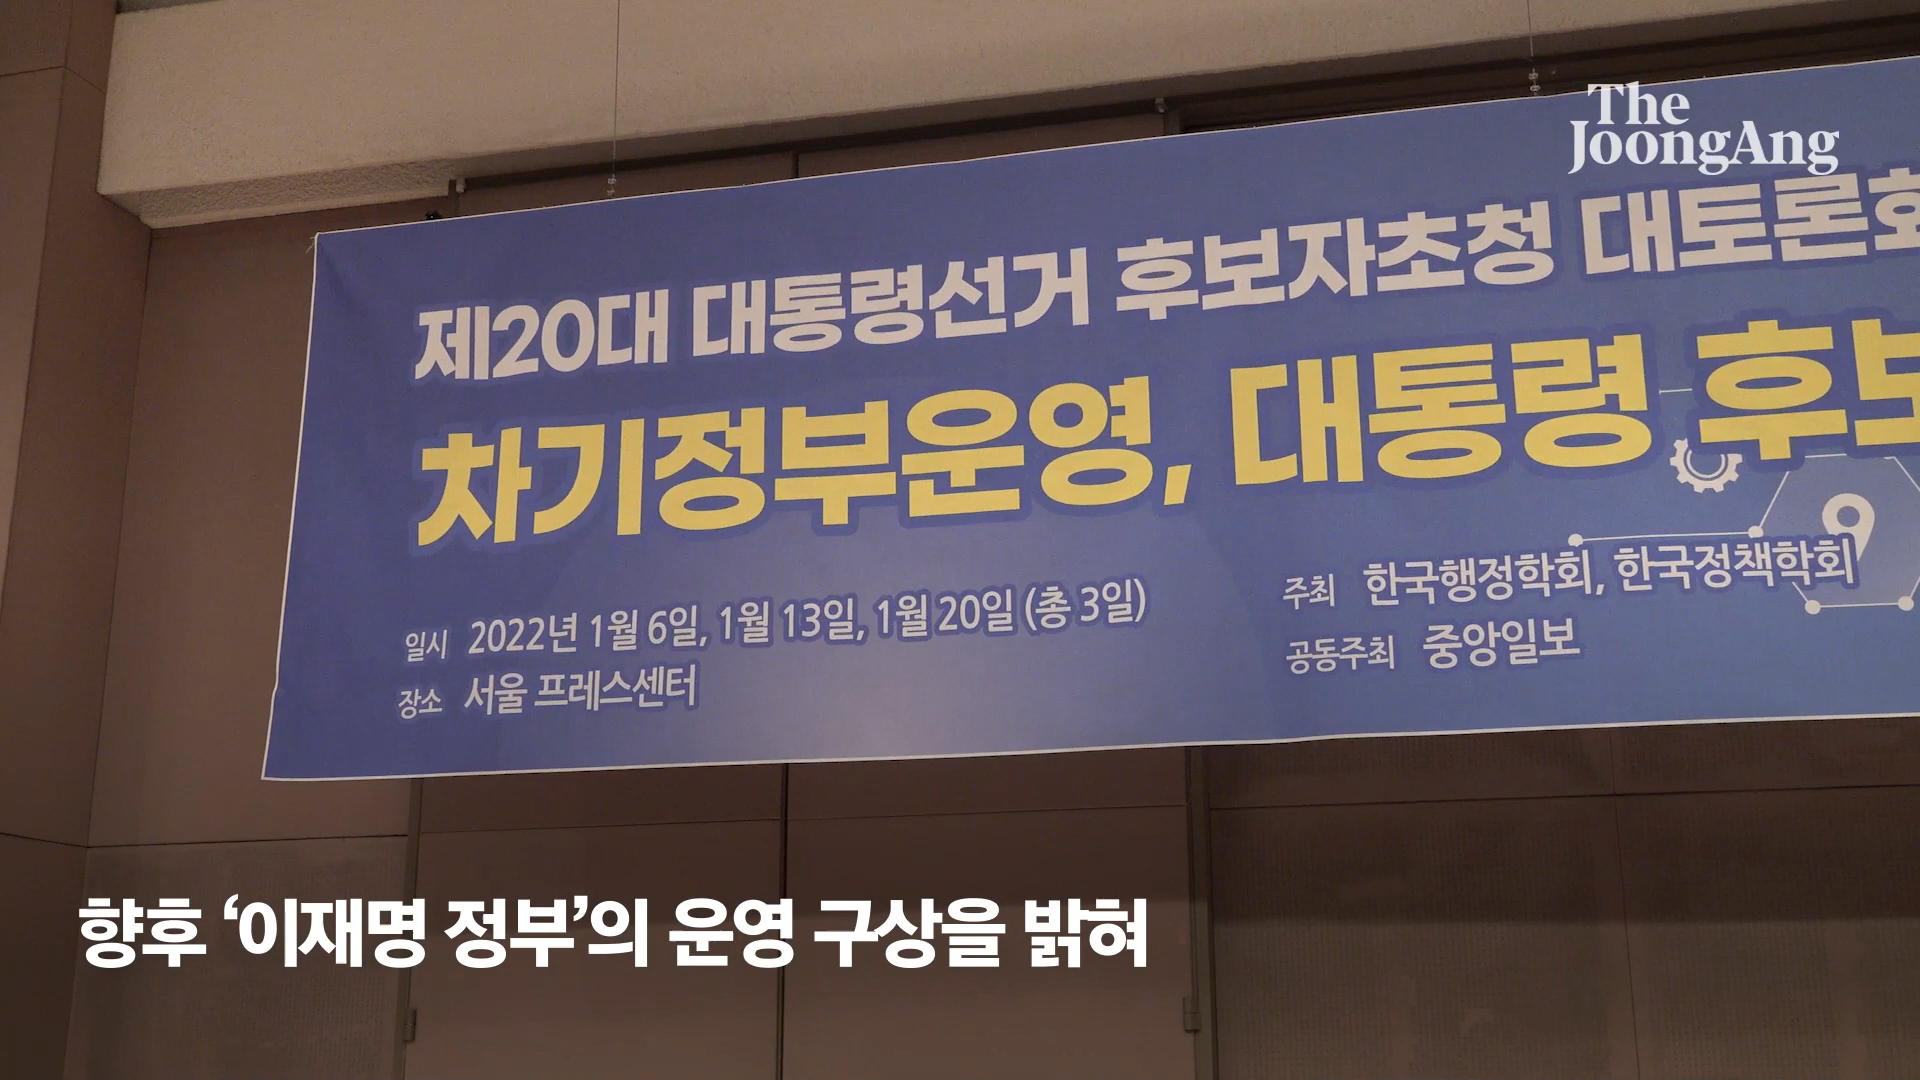 The
JoongAng
제20대 대통령선거 후보자초청 대토론회
차기정부운영, 대통령 후보
일시 2022년 1월 6일, 1월 13일, 1월 20일 (총 3일)
장소 서울 프레스센터
주최 한국행정학회, 한국정책학회
공동주최 중앙일보
향후 ‘이재명 정부’의 운영 구상을 밝혀